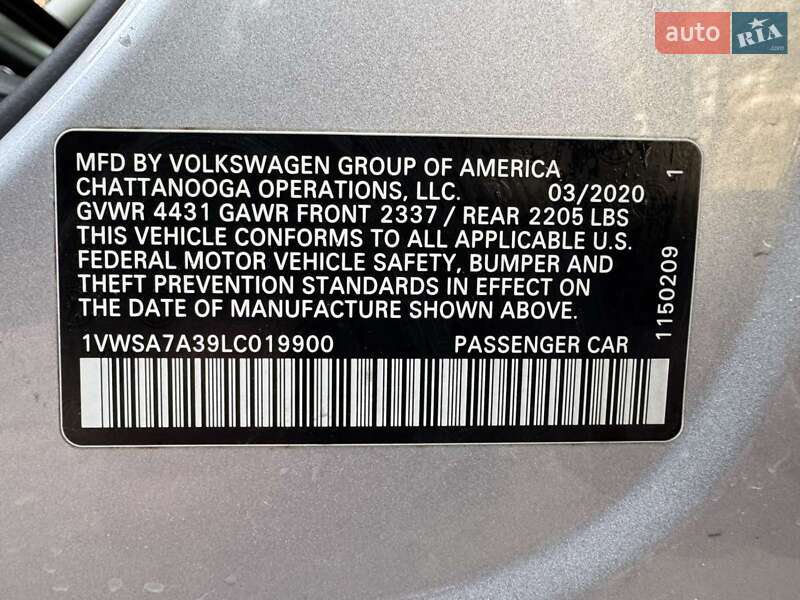 auto RIA .com
MFD BY VOLKSWAGEN GROUP OF AMERICA
CHATTANOOGA OPERATIONS, LLC. 03/2020
GVWR 4431 GAWR FRONT 2337 / REAR 2205 LBS
THIS VEHICLE CONFORMS TO ALL APPLICABLE U.S.
FEDERAL MOTOR VEHICLE SAFETY, BUMPER AND
THEFT PREVENTION STANDARDS IN EFFECT ON
THE DATE OF MANUFACTURE SHOWN ABOVE.
1VWSA7A39LC019900 PASSENGER CAR
1150209 1